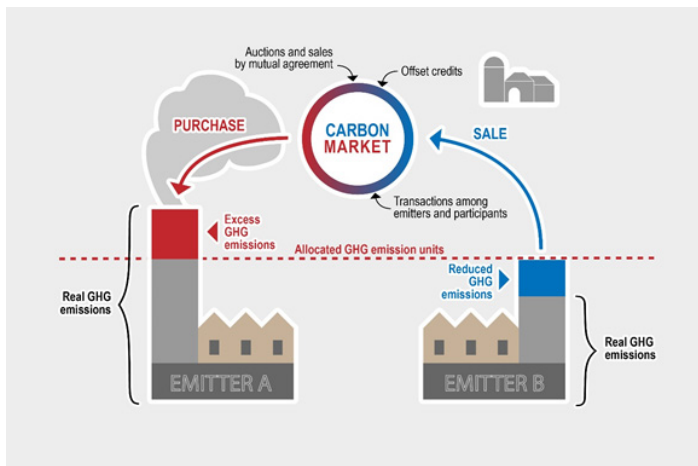 Auctions and sales
by mutual agreement
Offset credits
PURCHASE
CARBON
MARKET
SALE
Transactions among
emitters and participants
Excess
GHG
emissions
Allocated GHG emission units
Reduced
GHG
emissions
Real GHG
emissions
Real GHG
emissions
EMITTER A
EMITTER B